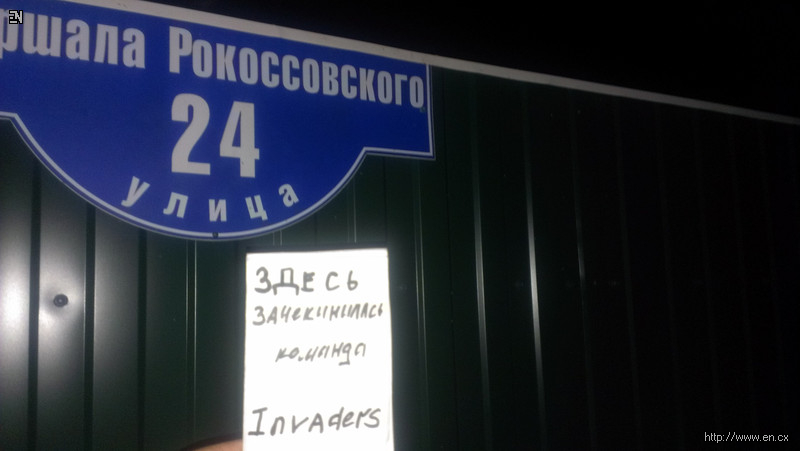 EN
ршала Рокоссовского
24
улица
ЗДЕСЬ
зачекинилась
команда
Invaders
http://www.en.cx